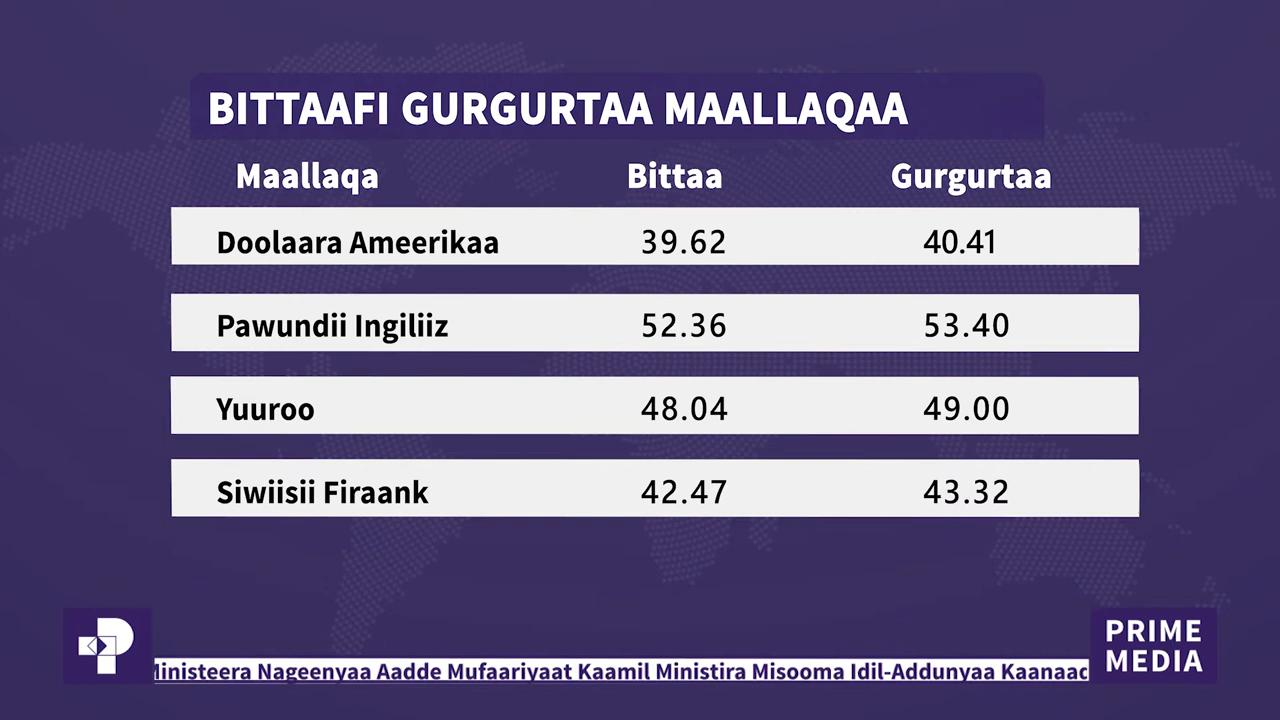 BITTAAFI GURGURTAA MAALLAQAA
Maallaqa Bittaa Gurgurtaa
Doolaara Ameerikaa 39.62 40.41
Pawundii Ingiliiz 52.36 53.40
Yuuroo 48.04 49.00
Siwiisii Firaank 42.47 43.32
PRIME
MEDIA
Nageenyaa Aadde Mufaariyaat Kaamil Ministira Misooma Idil-Addunyaa